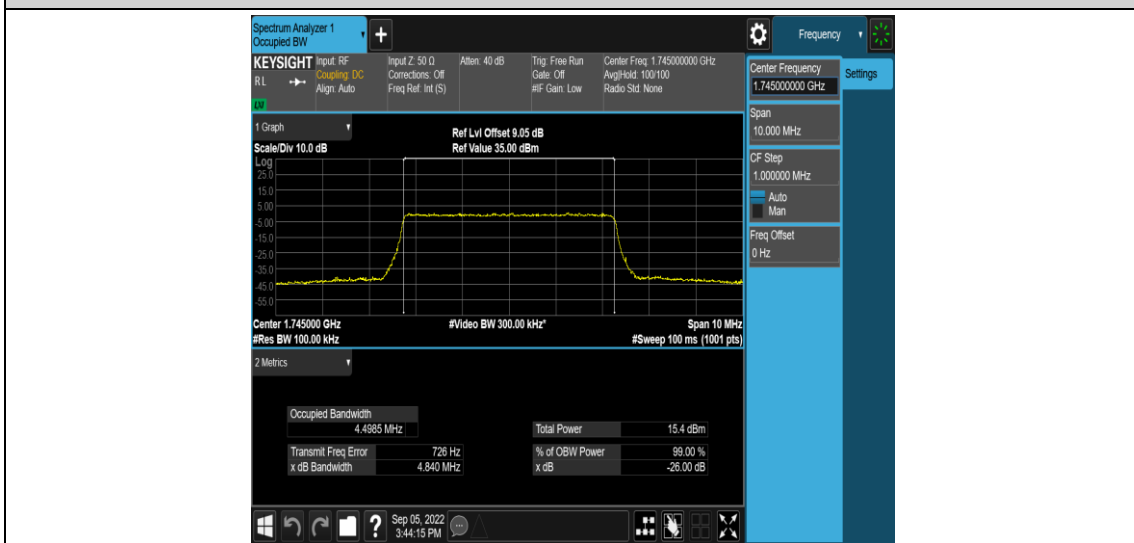 Spectrum Analyzer 1
Occupied BW
+
Frequency
KEYSIGHT
RL
LXI
Input: RF
Coupling: DC
Align: Auto
Input Z: 50 Ω
Corrections: Off
Freq Ref: Int (S)
Atten: 40 dB
Trig: Free Run
Gate: Off
#IF Gain: Low
Center Freq: 1.745000000 GHz
Avg|Hold: 100/100
Radio Std: None
Center Frequency
1.745000000 GHz
Settings
Span
10.000 MHz
CF Step
1.000000 MHz
Auto
Man
Freq Offset
0 Hz
1 Graph
Ref Lvl Offset 9.05 dB
Scale/Div 10.0 dB
Ref Value 35.00 dBm
Log
25.0
15.0
5.00
-5.00
-15.0
-25.0
-35.0
-45.0
-55.0
Center 1.745000 GHz
#Video BW 300.00 kHz*
Span 10 MHz
#Res BW 100.00 kHz
#Sweep 100 ms (1001 pts)
2 Metrics
Occupied Bandwidth
4.4985 MHz
Total Power 15.4 dBm
Transmit Freq Error 726 Hz
% of OBW Power 99.00 %
x dB Bandwidth 4.840 MHz
x dB -26.00 dB
?
Sep 05, 2022
3:44:15 PM